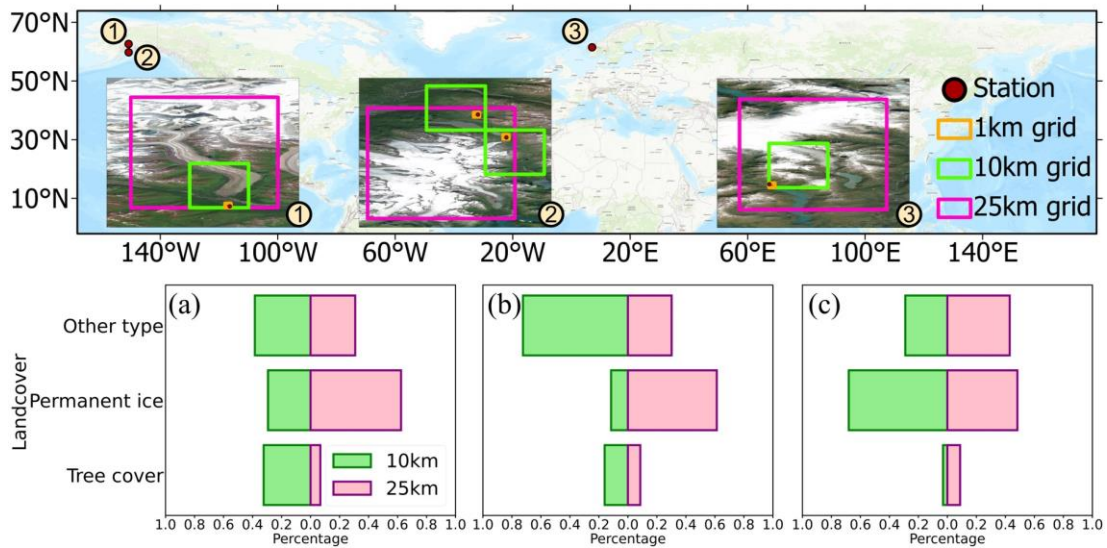 70°N
50°N
30°N
10°N
1
2
3
Station
1km grid
10km grid
25km grid
1
2
3
140°W 100°W 60°W 20°W 20°E 60°E 100°E 140°E
(a) (b) (c)
Other type
Permanent ice
Tree cover
Landcover
10km
25km
1.0 0.8 0.6 0.4 0.2 0.0 0.2 0.4 0.6 0.8 1.0
Percentage
1.0 0.8 0.6 0.4 0.2 0.0 0.2 0.4 0.6 0.8 1.0
Percentage
1.0 0.8 0.6 0.4 0.2 0.0 0.2 0.4 0.6 0.8 1.0
Percentage